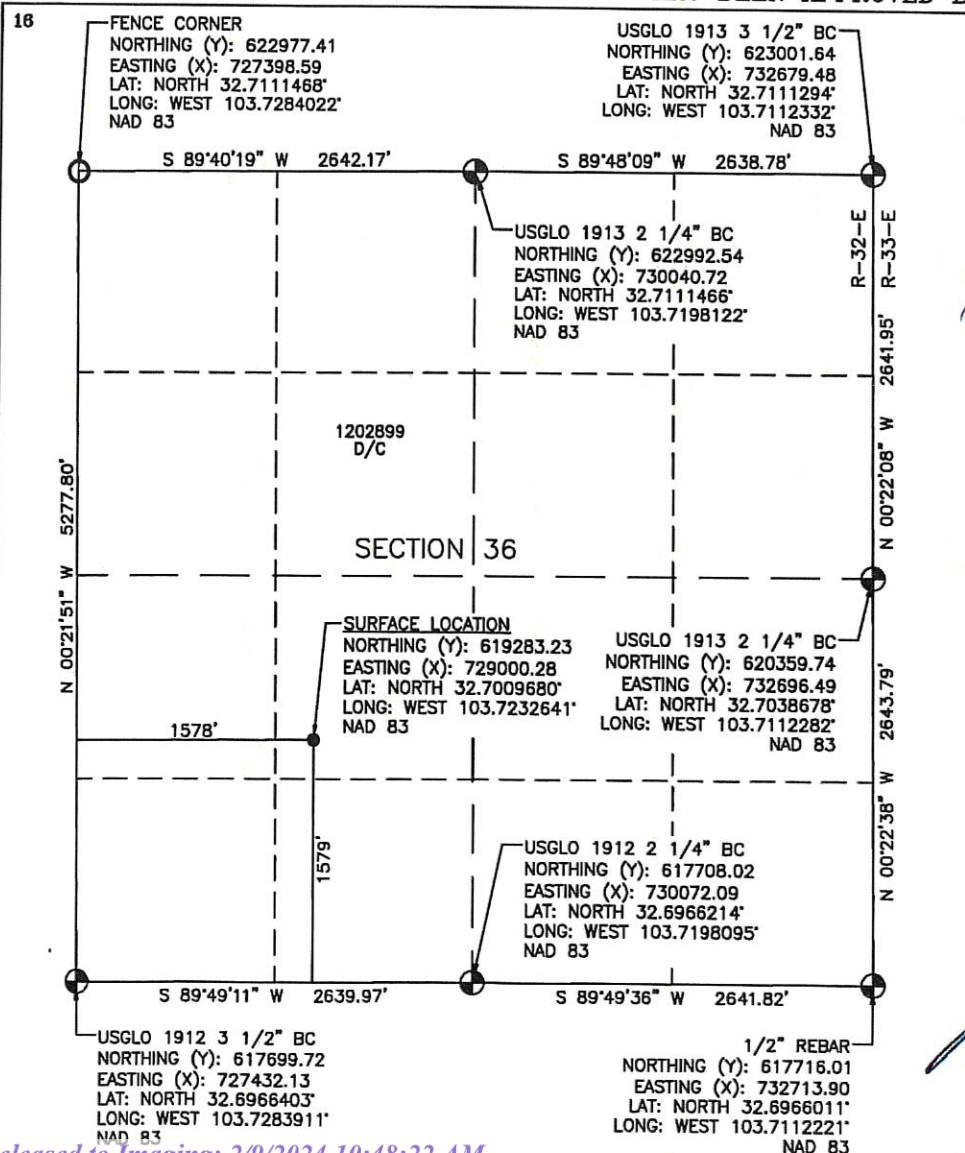 16
FENCE CORNER
NORTHING (Y): 622977.41
EASTING (X): 727398.59
LAT: NORTH 32.7111468°
LONG: WEST 103.7284022°
NAD 83
USGLO 1913 3 1/2" BC
NORTHING (Y): 623001.64
EASTING (X): 732679.48
LAT: NORTH 32.7111294°
LONG: WEST 103.7112332°
NAD 83
S 89°40'19" W 2642.17'
S 89°48'09" W 2638.78'
USGLO 1913 2 1/4" BC
NORTHING (Y): 622992.54
EASTING (X): 730040.72
LAT: NORTH 32.7111466°
LONG: WEST 103.7198122°
NAD 83
R-32-E
R-33-E
N 00°22'08" W 2641.95'
1202899
D/C
N 00°21'51" W 5277.80'
SECTION 36
SURFACE LOCATION
NORTHING (Y): 619283.23
EASTING (X): 729000.28
LAT: NORTH 32.7009680°
LONG: WEST 103.7232641°
NAD 83
USGLO 1913 2 1/4" BC
NORTHING (Y): 620359.74
EASTING (X): 732696.49
LAT: NORTH 32.7038678°
LONG: WEST 103.7112282°
NAD 83
1578'
1579'
N 00°22'38" W 2643.79'
USGLO 1912 2 1/4" BC
NORTHING (Y): 617708.02
EASTING (X): 730072.09
LAT: NORTH 32.6966214°
LONG: WEST 103.7198095°
NAD 83
S 89°49'11" W 2639.97'
S 89°49'36" W 2641.82'
USGLO 1912 3 1/2" BC
NORTHING (Y): 617699.72
EASTING (X): 727432.13
LAT: NORTH 32.6966403°
LONG: WEST 103.7283911°
NAD 83
1/2" REBAR
NORTHING (Y): 617716.01
EASTING (X): 732713.90
LAT: NORTH 32.6966011°
LONG: WEST 103.7112221°
NAD 83
eleased to Imaging: 2/9/2024 10:48:22 AM